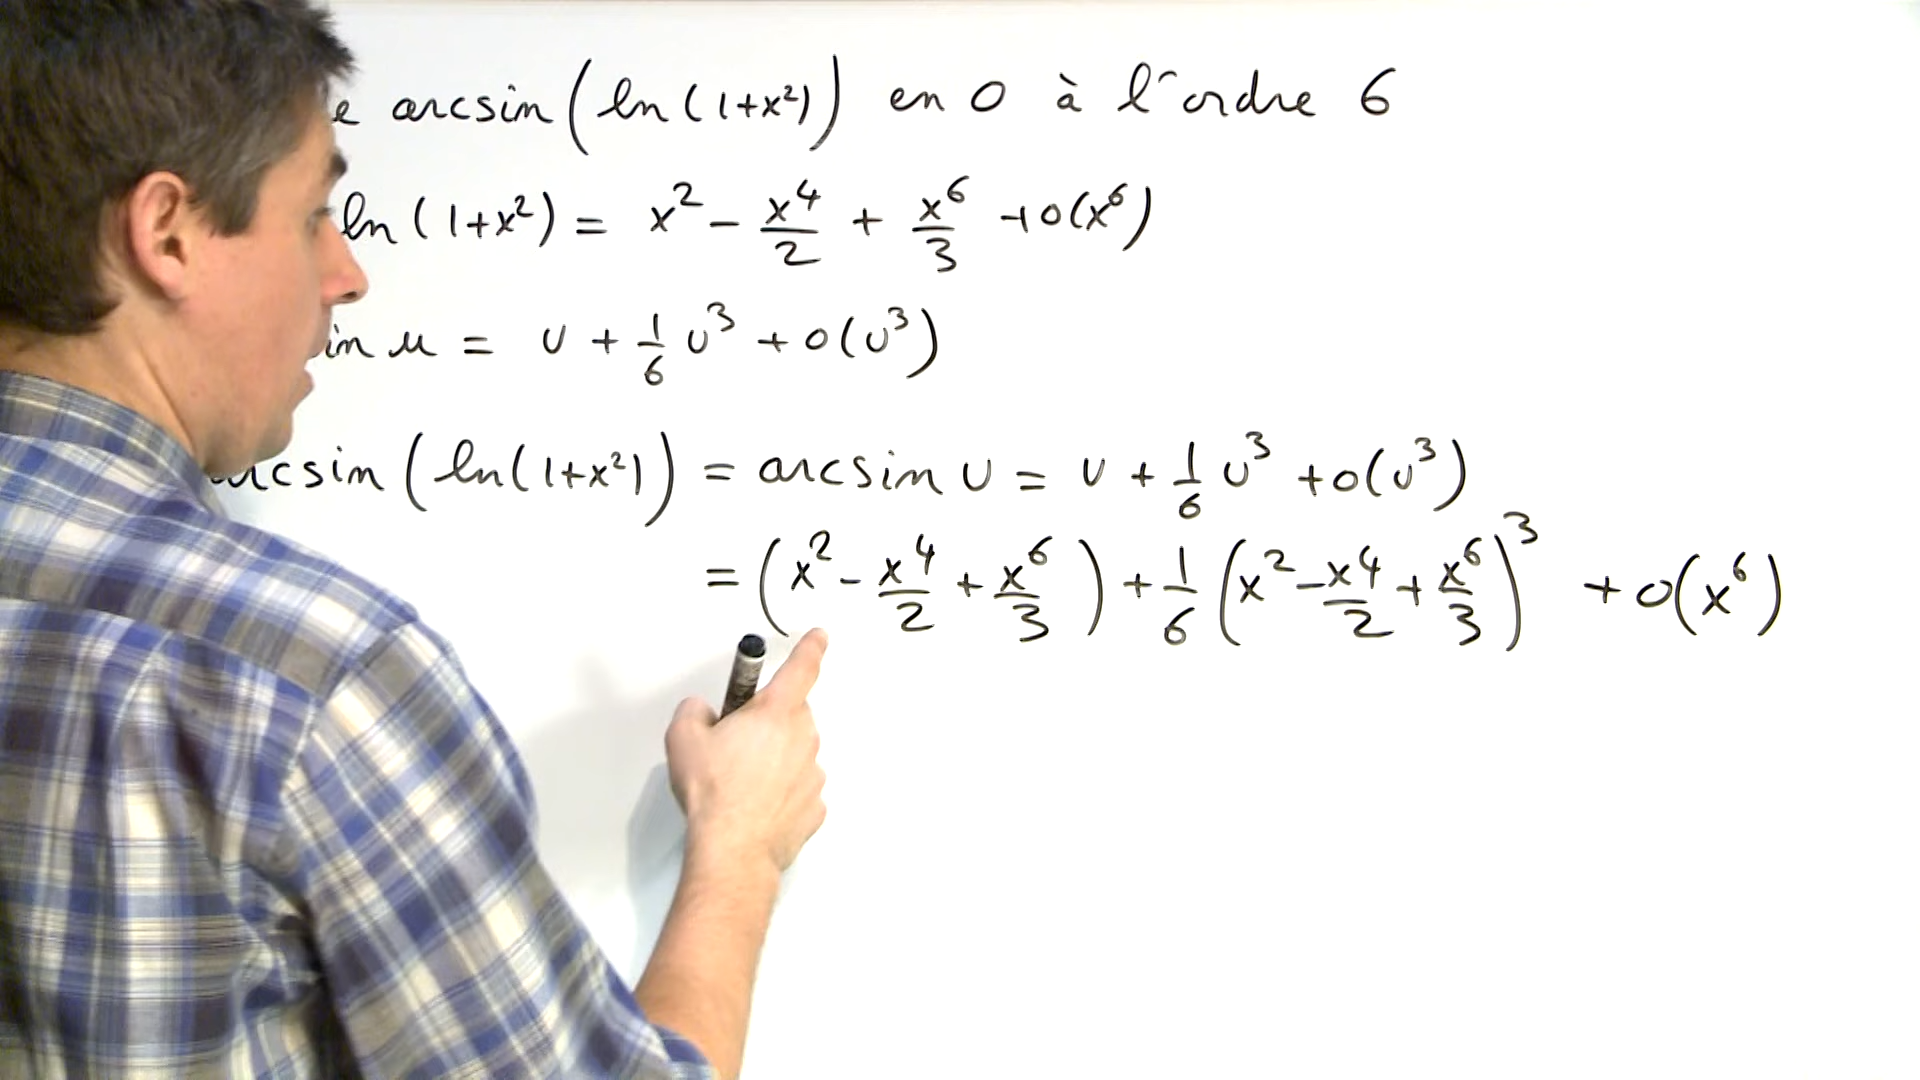 e arcsin(ln(1+x²)) en 0 à l'ordre 6
ln(1+x²) = x² - x⁴/2 + x⁶/3 + o(x⁶)
in u = u + 1/6 u³ + o(u³)
arcsin(ln(1+x²)) = arcsin u = u + 1/6 u³ + o(u³)
= (x² - x⁴/2 + x⁶/3) + 1/6 (x² - x⁴/2 + x⁶/3)³ + o(x⁶)